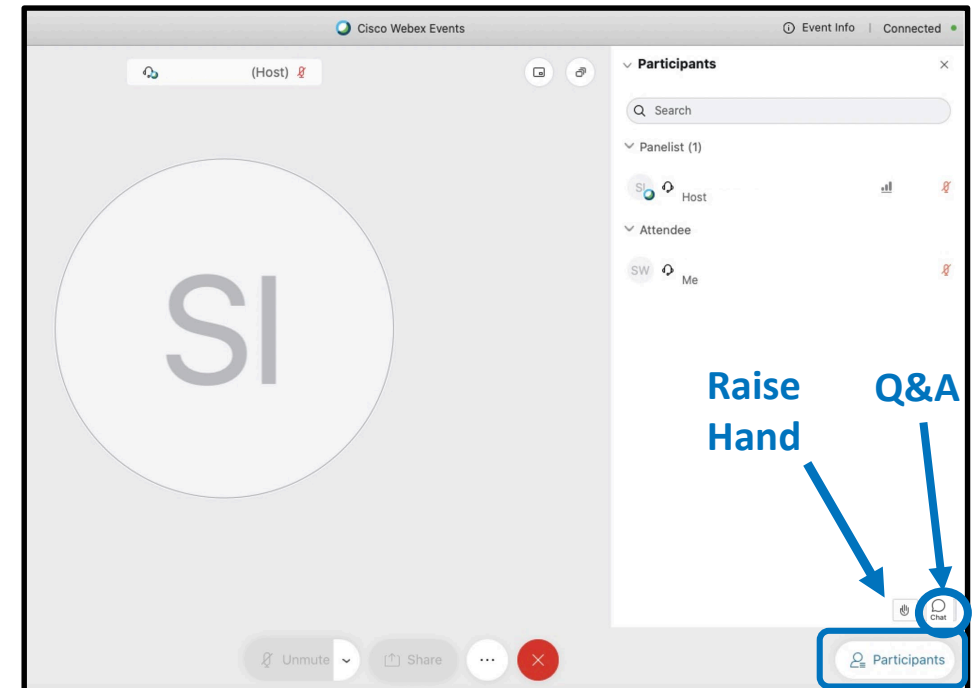 Cisco Webex Events
Event Info | Connected
(Host)
Participants
Search
Panelist (1)
SI
Host
Attendee
SW
Me
SI
Raise
Hand
Q&A
Chat
Unmute
Share
Participants